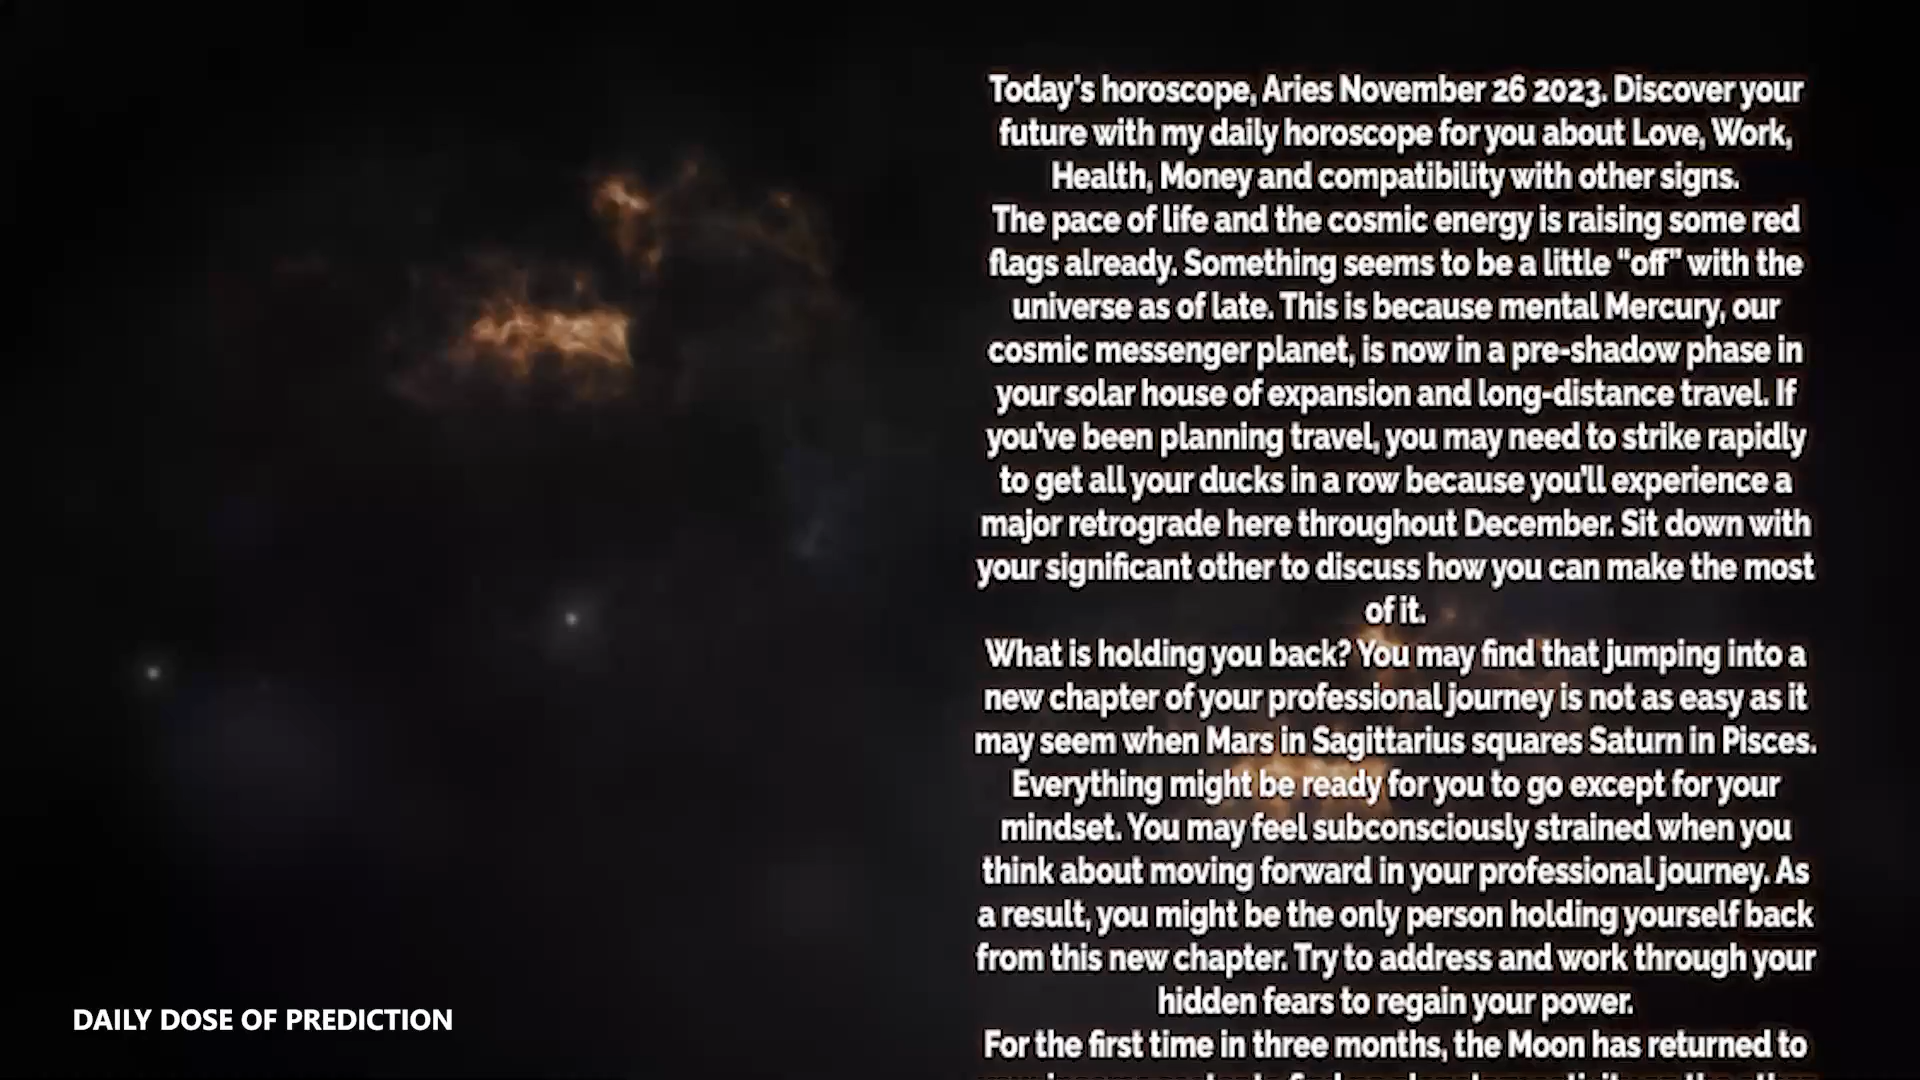 Today's horoscope, Aries November 26 2023. Discover your
future with my daily horoscope for you about Love, Work,
Health, Money and compatibility with other signs.
The pace of life and the cosmic energy is raising some red
flags already. Something seems to be a little “off” with the
universe as of late. This is because mental Mercury, our
cosmic messenger planet, is now in a pre-shadow phase in
your solar house of expansion and long-distance travel. If
you've been planning travel, you may need to strike rapidly
to get all your ducks in a row because you'll experience a
major retrograde here throughout December. Sit down with
your significant other to discuss how you can make the most
of it.
What is holding you back? You may find that jumping into a
new chapter of your professional journey is not as easy as it
may seem when Mars in Sagittarius squares Saturn in Pisces.
Everything might be ready for you to go except for your
mindset. You may feel subconsciously strained when you
think about moving forward in your professional journey. As
a result, you might be the only person holding yourself back
from this new chapter. Try to address and work through your
hidden fears to regain your power.
For the first time in three months, the Moon has returned to
DAILY DOSE OF PREDICTION